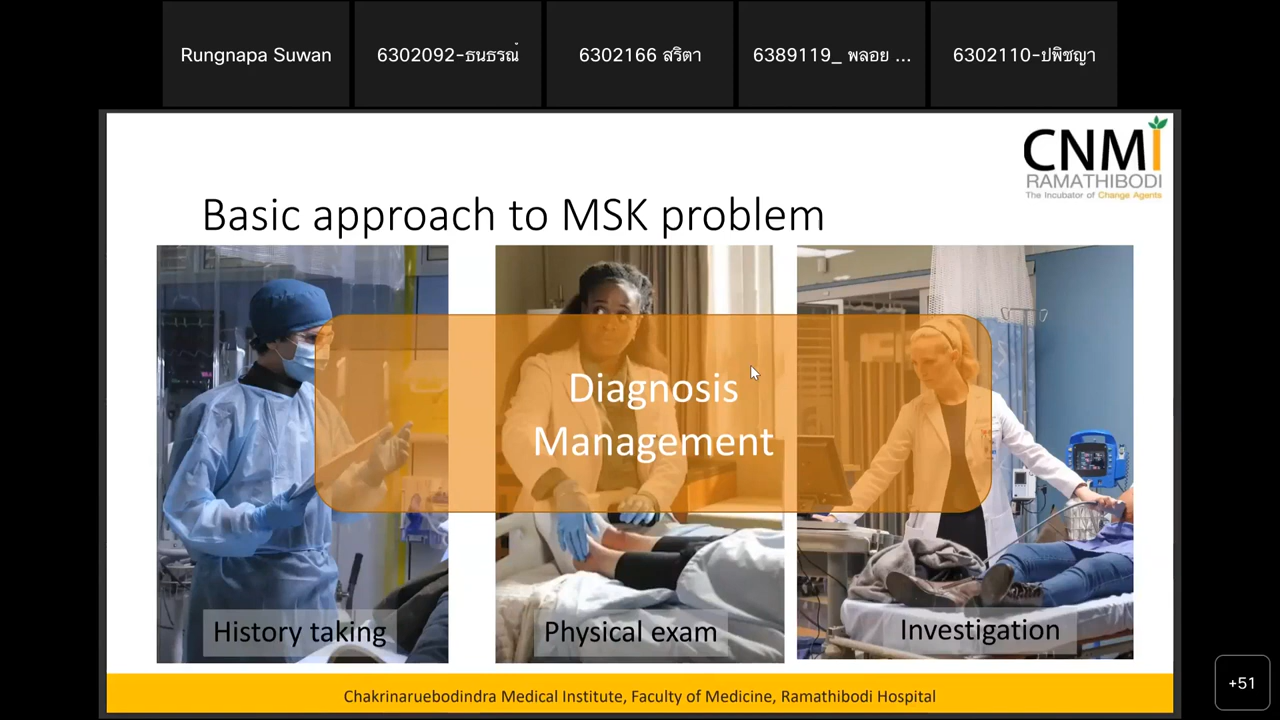 Rungnapa Suwan
6302092-ธนธรณ์
6302166 สริตา
6389119_ พลอย ...
6302110-ปพิชญา
CNMI
RAMATHIBODI
The Incubator of Change Agents
Basic approach to MSK problem
Diagnosis
Management
History taking
Physical exam
Investigation
Chakrinaruebodindra Medical Institute, Faculty of Medicine, Ramathibodi Hospital
+51